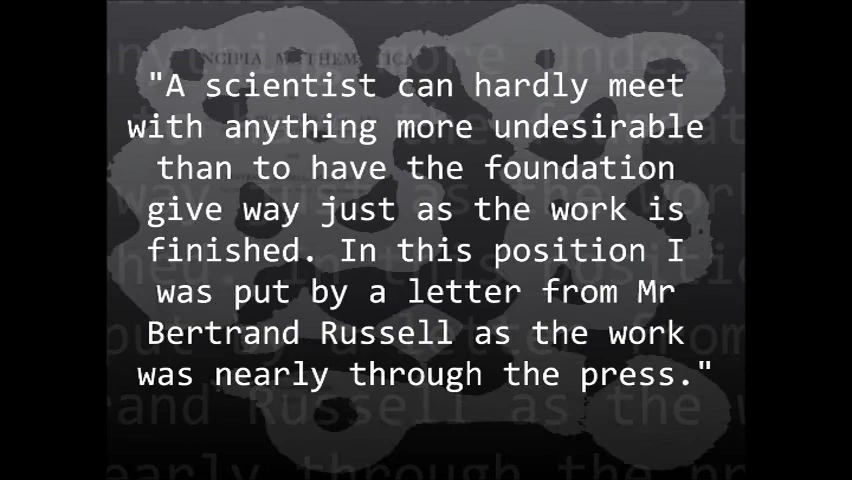 "A scientist can hardly meet
with anything more undesirable
than to have the foundation
give way just as the work is
finished. In this position I
was put by a letter from Mr
Bertrand Russell as the work
was nearly through the press."